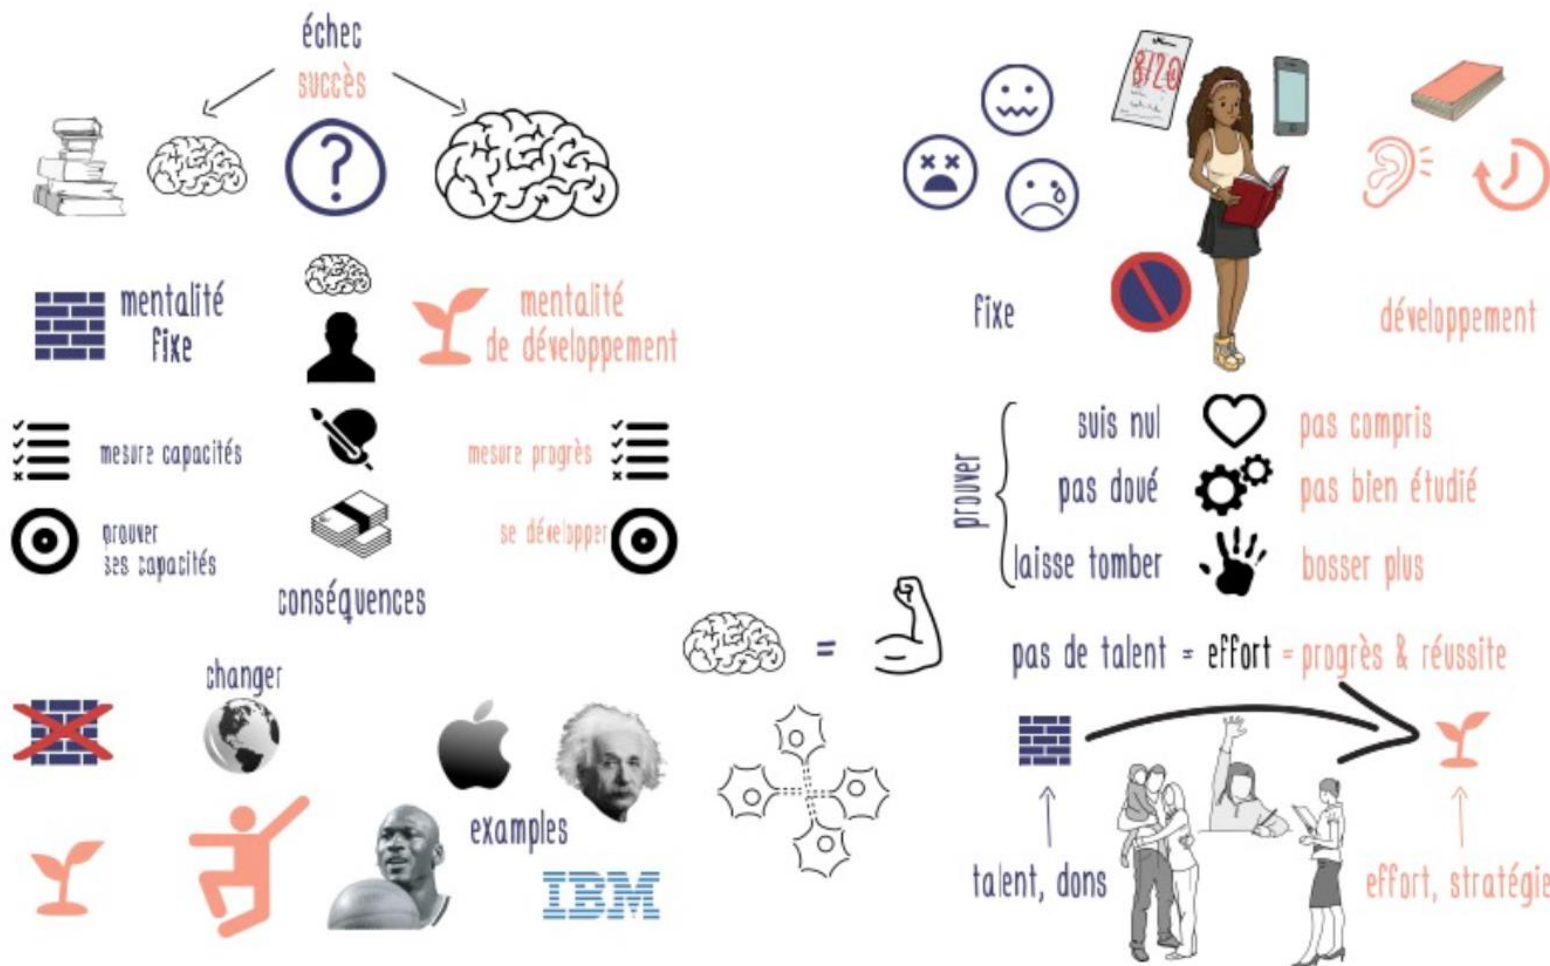 échec
succès
mentalité
fixe
mentalité
de développement
mesure capacités
mesure progrès
prouver
ses capacités
se développer
conséquences
changer
examples
IBM
8/20
fixe
développement
prouver
suis nul
pas compris
pas doué
pas bien étudié
laisse tomber
bosser plus
=
pas de talent = effort = progrès & réussite
talent, dons
effort, stratégie